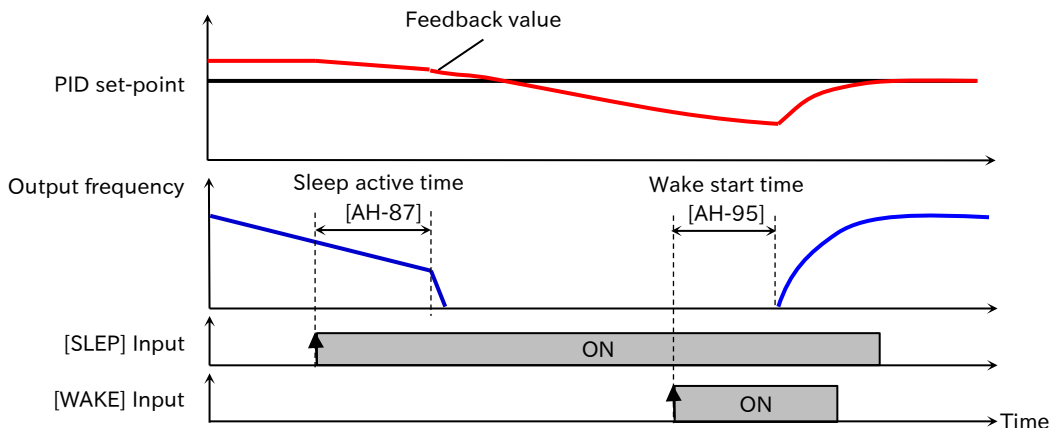 Feedback value
PID set-point
Output frequency
Sleep active time
[AH-87]
Wake start time
[AH-95]
[SLEP] Input
ON
[WAKE] Input
ON
Time